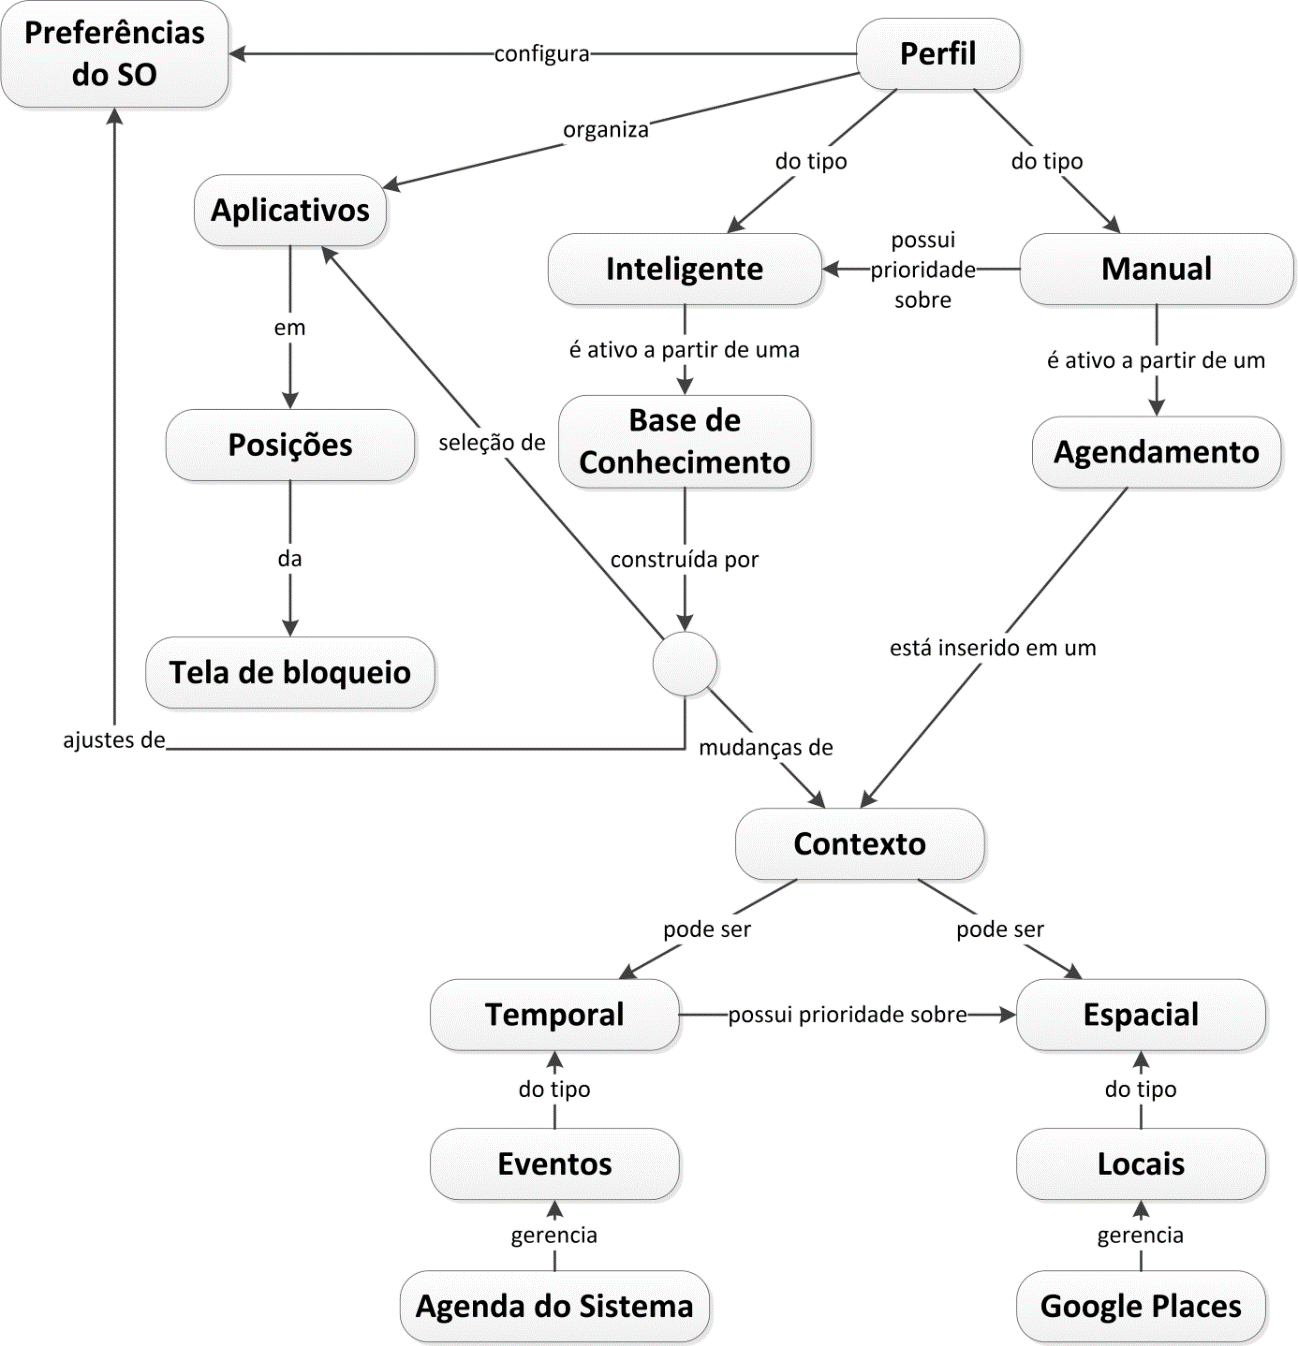 Preferências
do SO
configura
Perfil
organiza
do tipo
do tipo
Aplicativos
Inteligente
possui
prioridade
sobre
Manual
em
é ativo a partir de uma
é ativo a partir de um
Posições
seleção de
Base de
Conhecimento
Agendamento
da
construída por
Tela de bloqueio
está inserido em um
ajustes de
mudanças de
Contexto
pode ser
pode ser
Temporal
possui prioridade sobre
Espacial
do tipo
do tipo
Eventos
Locais
gerencia
gerencia
Agenda do Sistema
Google Places